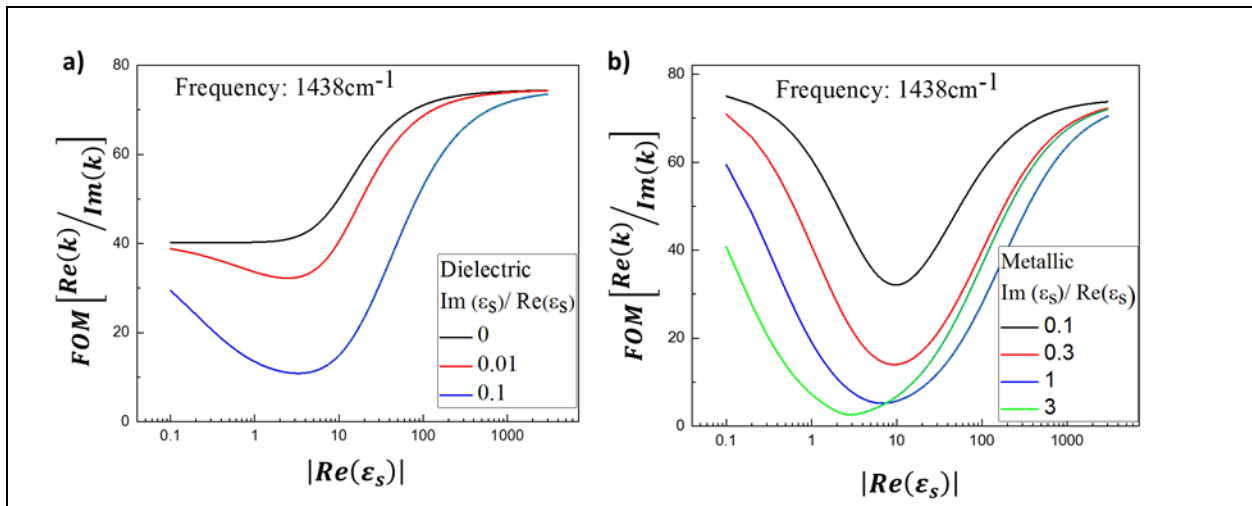 a)
Frequency: 1438cm-1
FOM [Re(k)/Im(k)]
80
60
40
20
0
0.1 1 10 100 1000
|Re(εs)|
Dielectric
Im (εs)/ Re(εs)
0
0.01
0.1
b)
Frequency: 1438cm-1
FOM [Re(k)/Im(k)]
80
60
40
20
0
0.1 1 10 100 1000
|Re(εs)|
Metallic
Im (εs)/ Re(εs)
0.1
0.3
1
3